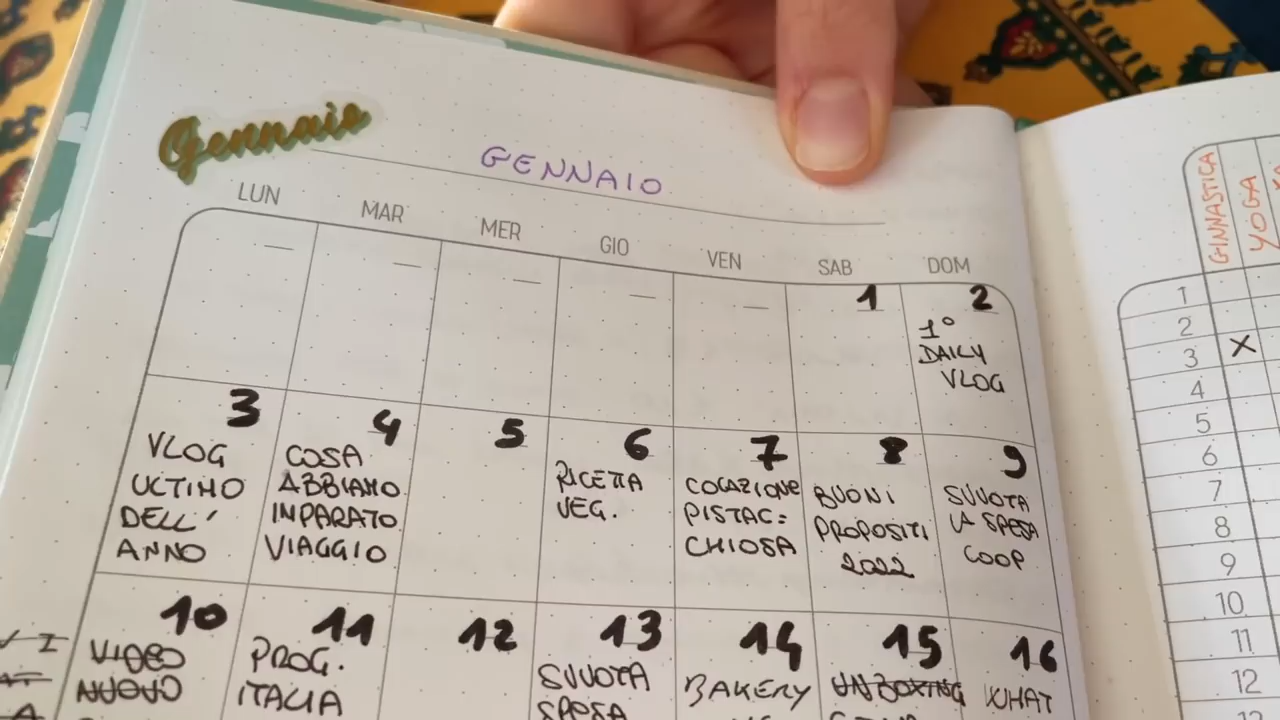 Gennaio
GENNAIO
LUN MAR MER GIO VEN SAB DOM
1 2
1º
DAILY
VLOG
3 4 5 6 7 8 9
VLOG
ULTIMO
DELL'
ANNO
COSA
ABBIAMO
IMPARATO
VIAGGIO
RICETTA
VEG.
COLAZIONE
PISTAC=
CHIOSA
BUONI
PROPOSITI
2022
SVUOTA
LA SPESA
COOP
10 11 12 13 14 15 16
VIDEO
NUOVO
PROG.
ITALIA
SVUOTA
SPESA
BAKERY
UNBOXING
WHAT
GINNASTICA
YOGA
1
2
3 X
4
5
6
7
8
9
10
11
12